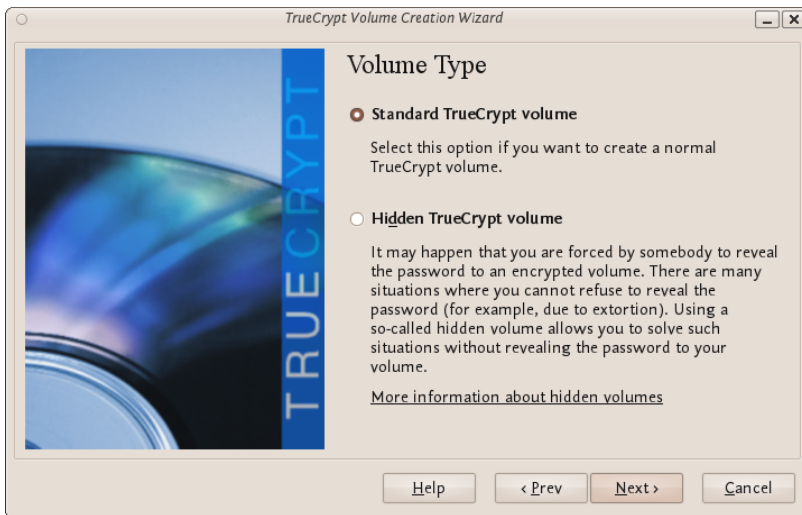 TrueCrypt Volume Creation Wizard
TRUECRYPT
Volume Type
Standard TrueCrypt volume
Select this option if you want to create a normal
TrueCrypt volume.
Hidden TrueCrypt volume
It may happen that you are forced by somebody to reveal
the password to an encrypted volume. There are many
situations where you cannot refuse to reveal the
password (for example, due to extortion). Using a
so-called hidden volume allows you to solve such
situations without revealing the password to your
volume.
More information about hidden volumes
Help
‹ Prev
Next ›
Cancel